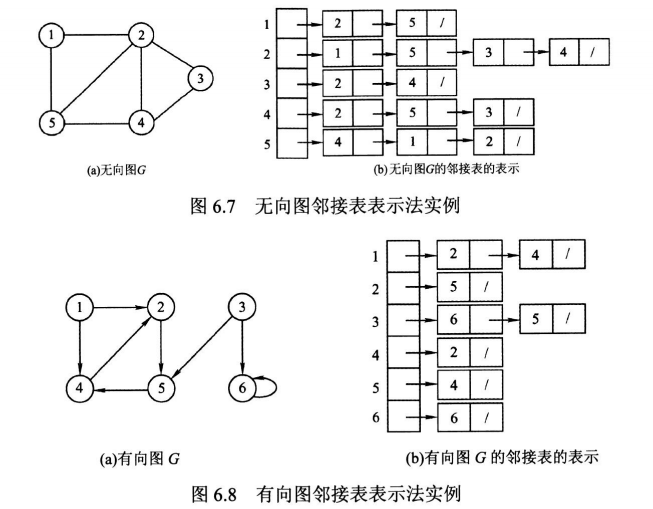 1 2
3
5 4
(a)无向图G
1 2 5 /
2 1 5 3 4 /
3 2 4 /
4 2 5 3 /
5 4 1 2 /
(b)无向图G的邻接表的表示
图 6.7 无向图邻接表表示法实例
1 2 3
4 5 6
(a)有向图 G
1 2 4 /
2 5 /
3 6 5 /
4 2 /
5 4 /
6 6 /
(b)有向图 G 的邻接表的表示
图 6.8 有向图邻接表表示法实例